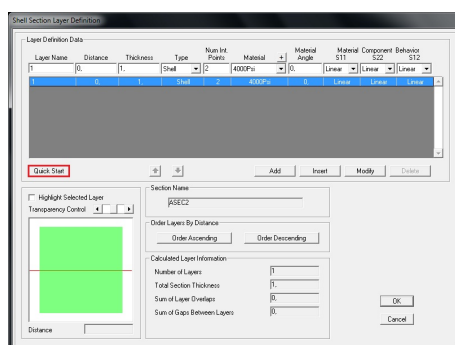 Shell Section Layer Definition
Layer Definition Data
Layer Name Distance Thickness Type Num Int. Points Material + Material Angle Material Component Behavior S11 S22 S12
1 0. 1. Shell 2 4000Psi 0. Linear Linear Linear
1 0. 1. Shell 2 4000Psi 0. Linear Linear Linear
Quick Start Add Insert Modify Delete
Highlight Selected Layer
Transparency Control
Distance
Section Name
ASEC2
Order Layers By Distance
Order Ascending Order Descending
Calculated Layer Information
Number of Layers 1
Total Section Thickness 1.
Sum of Layer Overlaps 0.
Sum of Gaps Between Layers 0.
OK
Cancel